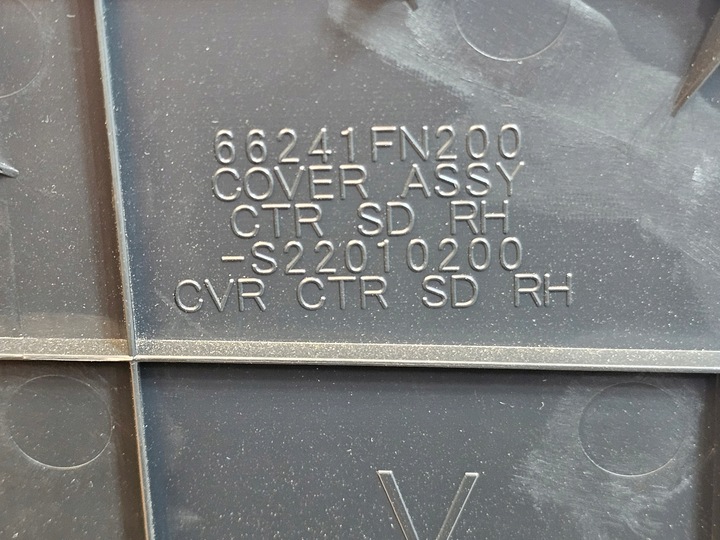 66241FN200
COVER ASSY
CTR SD RH
-S22010200
CVR CTR SD RH